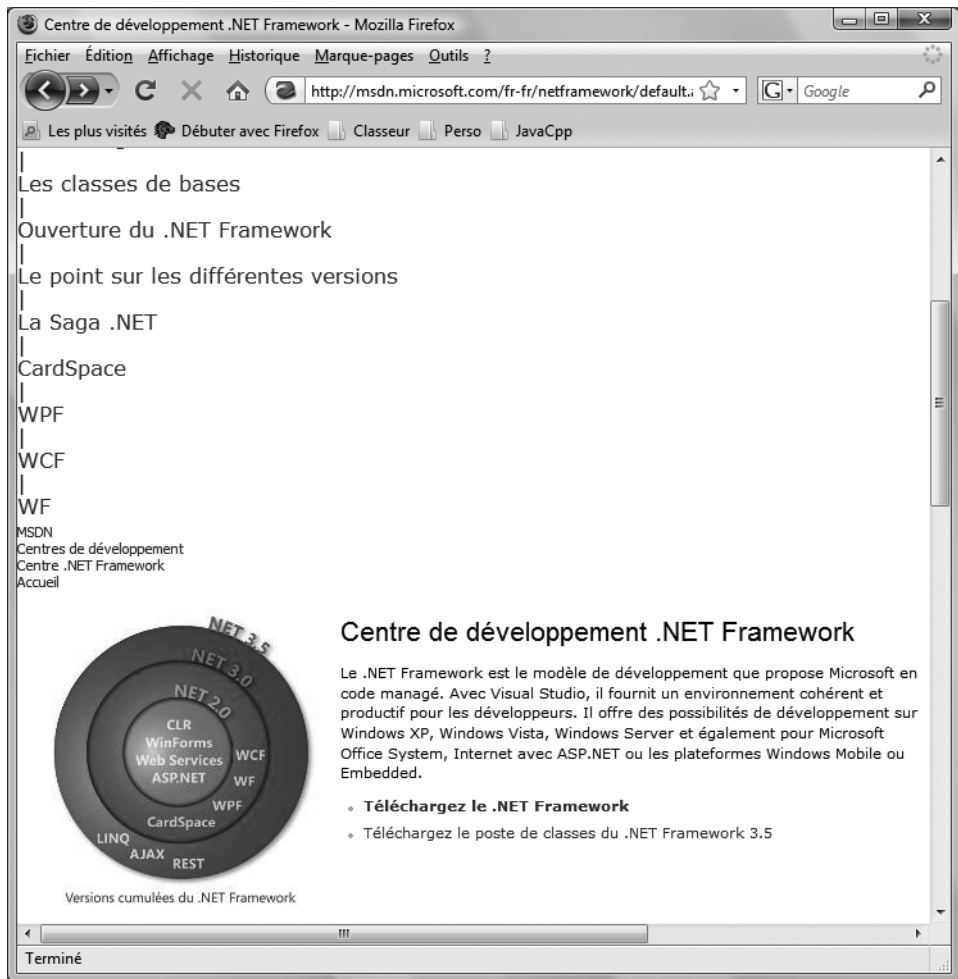 Centre de développement .NET Framework - Mozilla Firefox
Fichier Édition Affichage Historique Marque-pages Outils ?
http://msdn.microsoft.com/fr-fr/netframework/default.a
G Google
Les plus visités Débuter avec Firefox Classeur Perso JavaCpp
|
Les classes de bases
|
Ouverture du .NET Framework
|
Le point sur les différentes versions
|
La Saga .NET
|
CardSpace
|
WPF
|
WCF
|
WF
MSDN
Centres de développement
Centre .NET Framework
Accueil
NET 3.5
NET 3.0
NET 2.0
CLR
WinForms
Web Services
ASP.NET
WCF
WF
WPF
CardSpace
LINQ
AJAX
REST
Versions cumulées du .NET Framework
Centre de développement .NET Framework
Le .NET Framework est le modèle de développement que propose Microsoft en
code managé. Avec Visual Studio, il fournit un environnement cohérent et
productif pour les développeurs. Il offre des possibilités de développement sur
Windows XP, Windows Vista, Windows Server et également pour Microsoft
Office System, Internet avec ASP.NET ou les plateformes Windows Mobile ou
Embedded.
Téléchargez le .NET Framework
Téléchargez le poste de classes du .NET Framework 3.5
Terminé